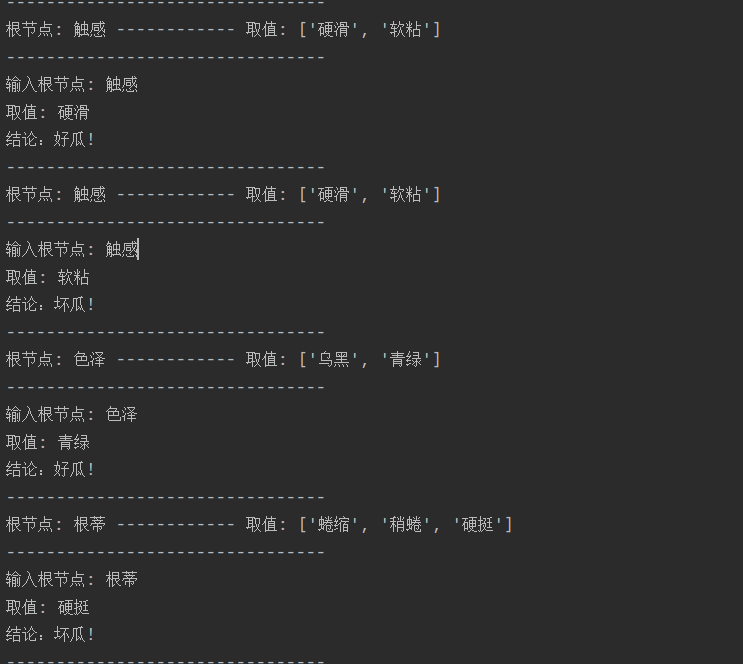 --------------------------------
根节点: 触感 ------------ 取值: ['硬滑', '软粘']
--------------------------------
输入根节点: 触感
取值: 硬滑
结论：好瓜!
--------------------------------
根节点: 触感 ------------ 取值: ['硬滑', '软粘']
--------------------------------
输入根节点: 触感
取值: 软粘
结论：坏瓜!
--------------------------------
根节点: 色泽 ------------ 取值: ['乌黑', '青绿']
--------------------------------
输入根节点: 色泽
取值: 青绿
结论：好瓜!
--------------------------------
根节点: 根蒂 ------------ 取值: ['蜷缩', '稍蜷', '硬挺']
--------------------------------
输入根节点: 根蒂
取值: 硬挺
结论：坏瓜!
--------------------------------